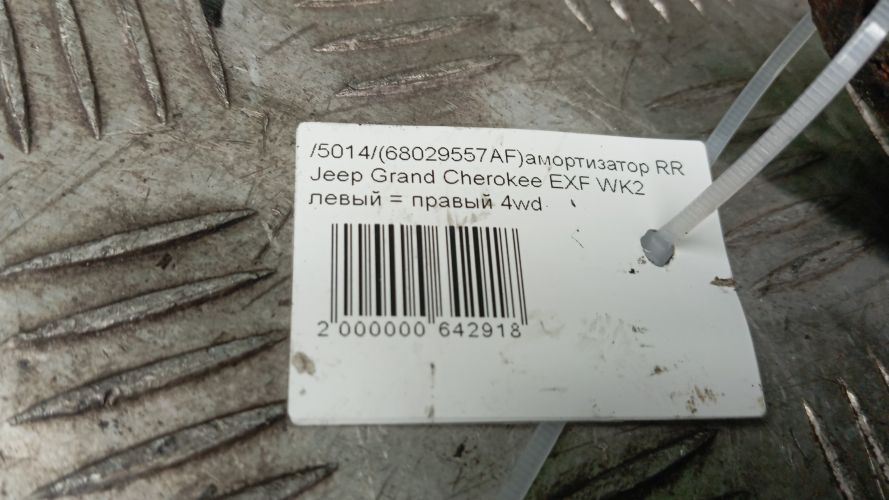 /5014/(68029557AF)амортизатор RR
Jeep Grand Cherokee EXF WK2
левый = правый 4wd
2 000000 642918